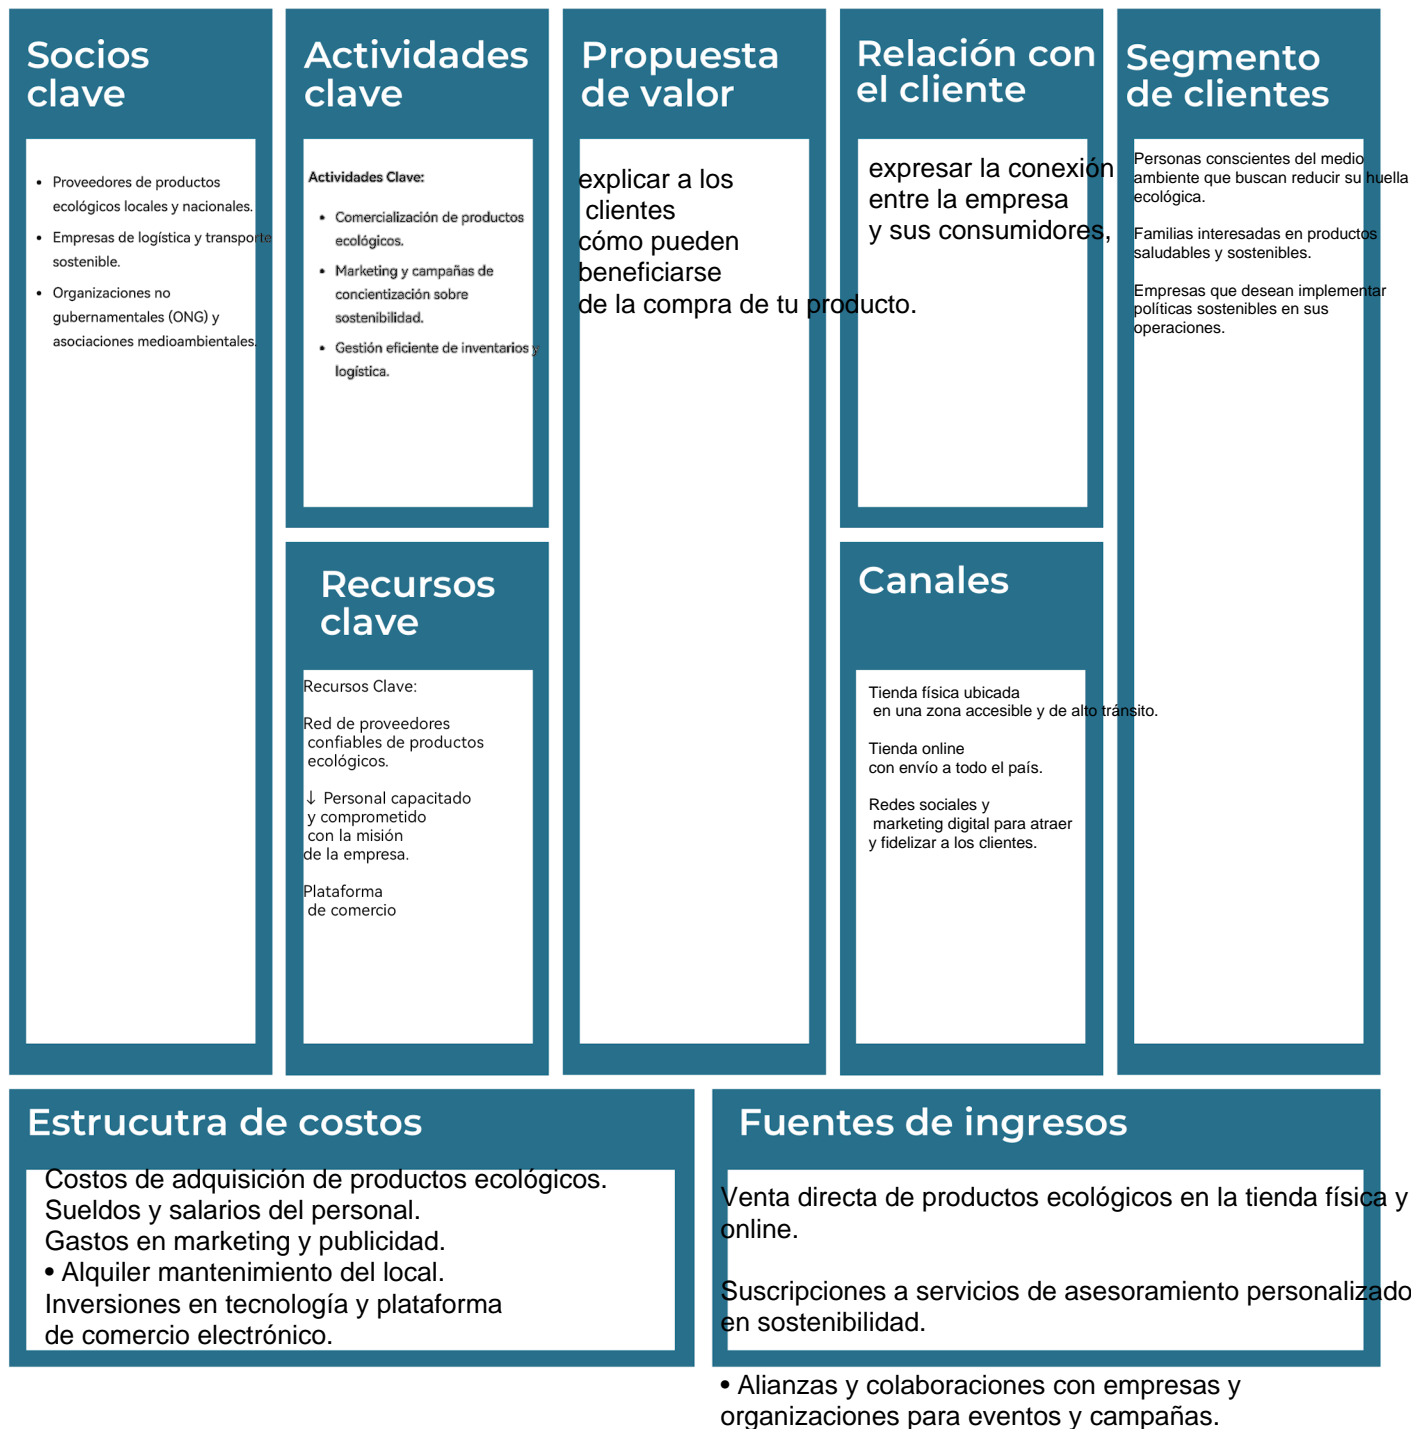 Socios
clave
• Proveedores de productos
ecológicos locales y nacionales.
• Empresas de logística y transporte
sostenible.
• Organizaciones no
gubernamentales (ONG) y
asociaciones medioambientales.
Actividades
clave
Actividades Clave:
• Comercialización de productos
ecológicos.
• Marketing y campañas de
concientización sobre
sostenibilidad.
• Gestión eficiente de inventarios y
logística.
Recursos
clave
Recursos Clave:
Red de proveedores
confiables de productos
ecológicos.
↓ Personal capacitado
y comprometido
con la misión
de la empresa.
Plataforma
de comercio
Propuesta
de valor
explicar a los
clientes
cómo pueden
beneficiarse
de la compra de tu producto.
Relación con
el cliente
expresar la conexión
entre la empresa
y sus consumidores,
Canales
Tienda física ubicada
en una zona accesible y de alto tránsito.
Tienda online
con envío a todo el país.
Redes sociales y
marketing digital para atraer
y fidelizar a los clientes.
Segmento
de clientes
Personas conscientes del medio
ambiente que buscan reducir su huella
ecológica.
Familias interesadas en productos
saludables y sostenibles.
Empresas que desean implementar
políticas sostenibles en sus
operaciones.
Estrucutra de costos
Costos de adquisición de productos ecológicos.
Sueldos y salarios del personal.
Gastos en marketing y publicidad.
• Alquiler mantenimiento del local.
Inversiones en tecnología y plataforma
de comercio electrónico.
Fuentes de ingresos
Venta directa de productos ecológicos en la tienda física y
online.
Suscripciones a servicios de asesoramiento personalizado
en sostenibilidad.
• Alianzas y colaboraciones con empresas y
organizaciones para eventos y campañas.